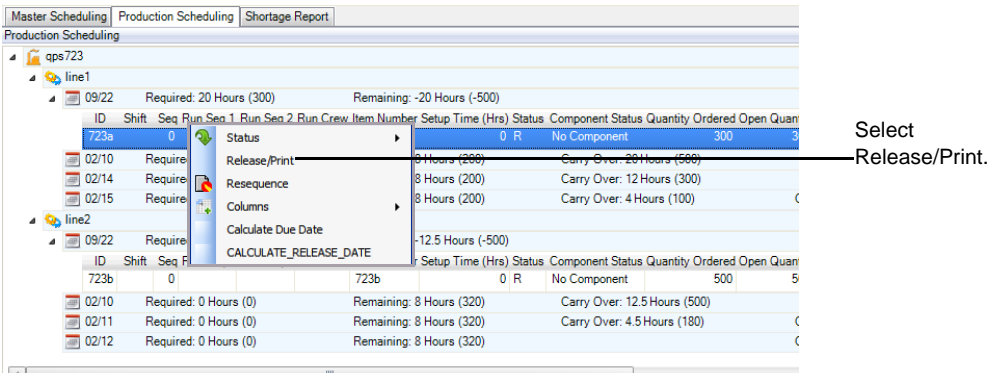 Master Scheduling Production Scheduling Shortage Report
Production Scheduling
qps723
line1
09/22 Required: 20 Hours (300) Remaining: -20 Hours (-500)
ID Shift Seq Run Seq 1 Run Seq 2 Run Crew Item Number Setup Time (Hrs) Status Component Status Quantity Ordered Open Quan
723a 0 0 R No Component 300
Status
Release/Print
Resequence
Columns
Calculate Due Date
CALCULATE_RELEASE_DATE
Select
Release/Print.
02/10 Require 8 Hours (200) Carry Over: 20 Hours (500)
02/14 Require 8 Hours (200) Carry Over: 12 Hours (300)
02/15 Require 8 Hours (200) Carry Over: 4 Hours (100)
line2
09/22 Require -12.5 Hours (-500)
ID Shift Seq Setup Time (Hrs) Status Component Status Quantity Ordered Open Quan
723b 0 723b 0 R No Component 500
02/10 Required: 0 Hours (0) Remaining: 8 Hours (320) Carry Over: 12.5 Hours (500)
02/11 Required: 0 Hours (0) Remaining: 8 Hours (320) Carry Over: 4.5 Hours (180)
02/12 Required: 0 Hours (0) Remaining: 8 Hours (320)